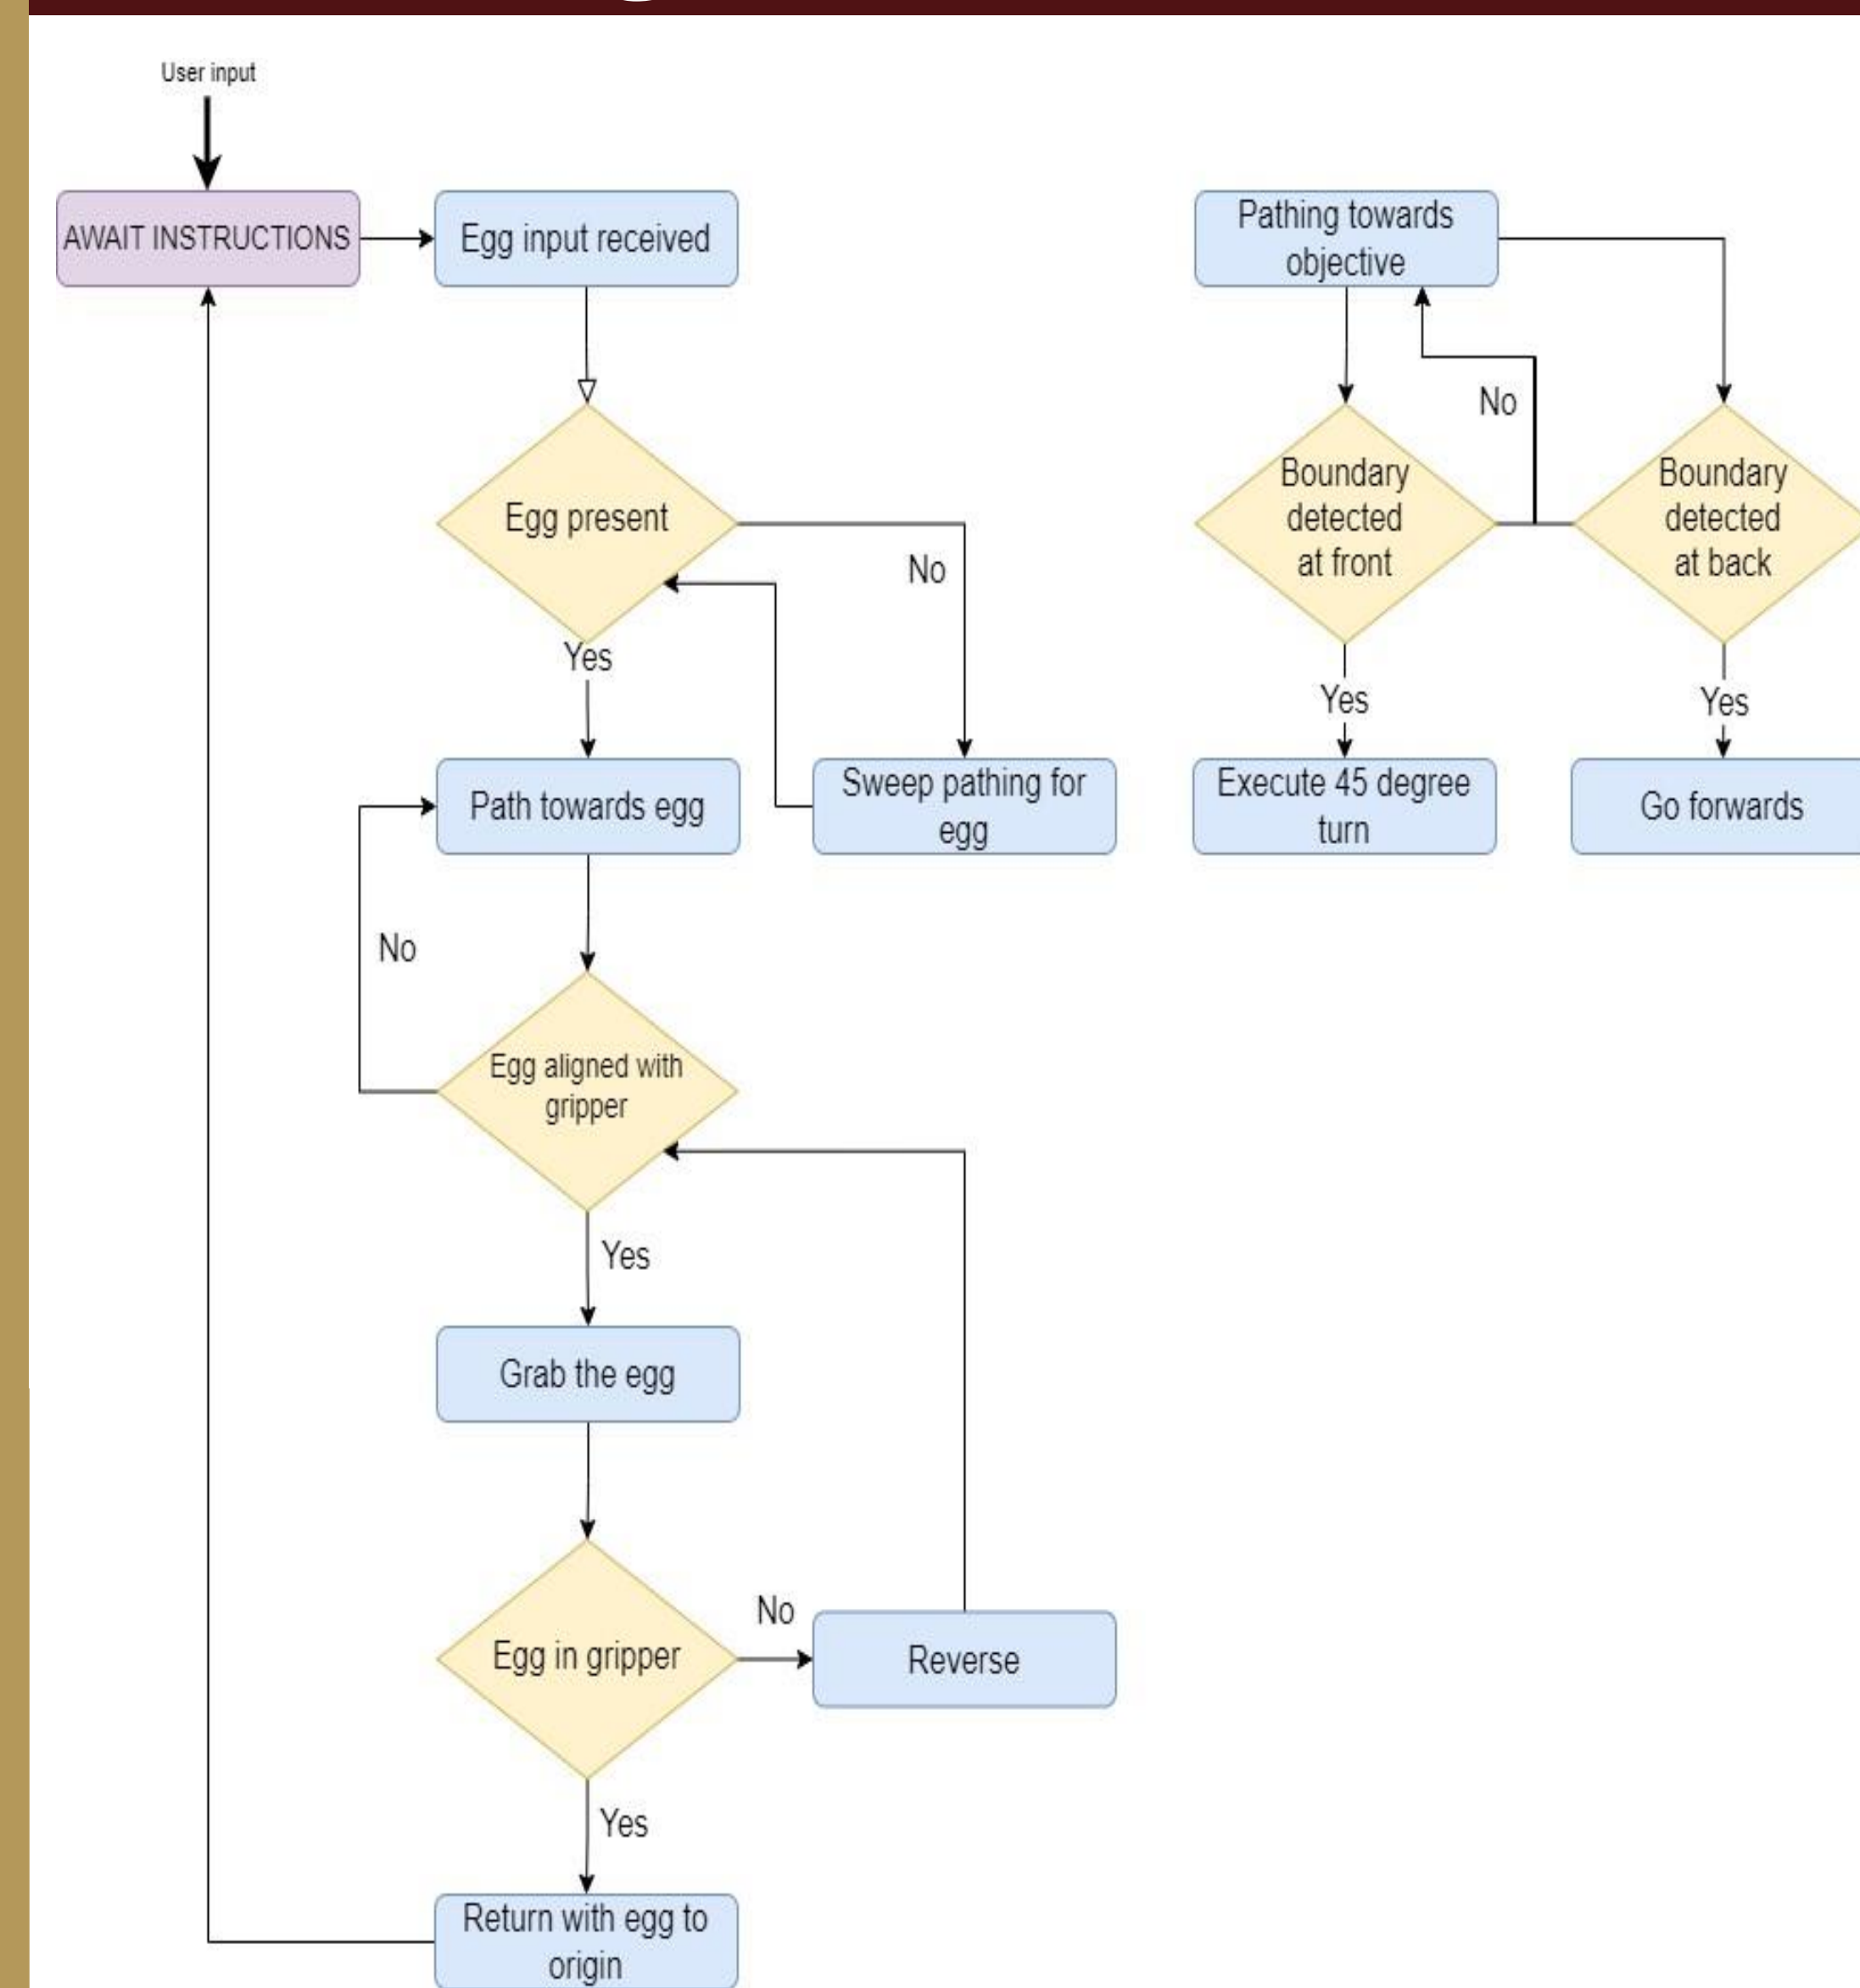 User input
AWAIT INSTRUCTIONS
Egg input received
Egg present
No
Yes
Path towards egg
Sweep pathing for
egg
No
Egg aligned with
gripper
Yes
Grab the egg
Egg in gripper
No
Reverse
Yes
Return with egg to
origin
Pathing towards
objective
No
Boundary
detected
at front
Boundary
detected
at back
Yes
Yes
Execute 45 degree
turn
Go forwards